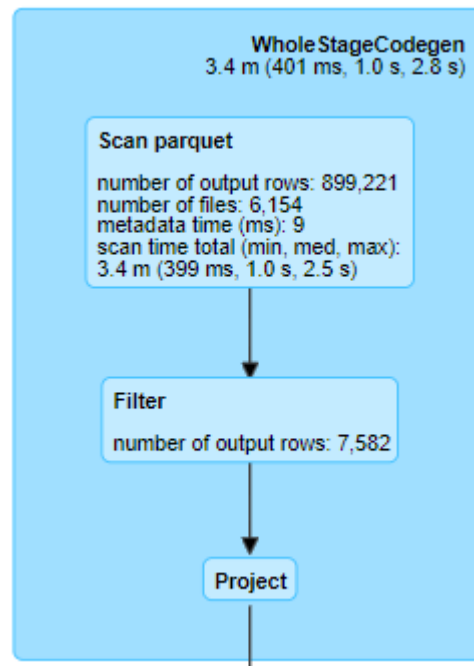 WholeStageCodegen
3.4 m (401 ms, 1.0 s, 2.8 s)
Scan parquet
number of output rows: 899,221
number of files: 6,154
metadata time (ms): 9
scan time total (min, med, max):
3.4 m (399 ms, 1.0 s, 2.5 s)
Filter
number of output rows: 7,582
Project